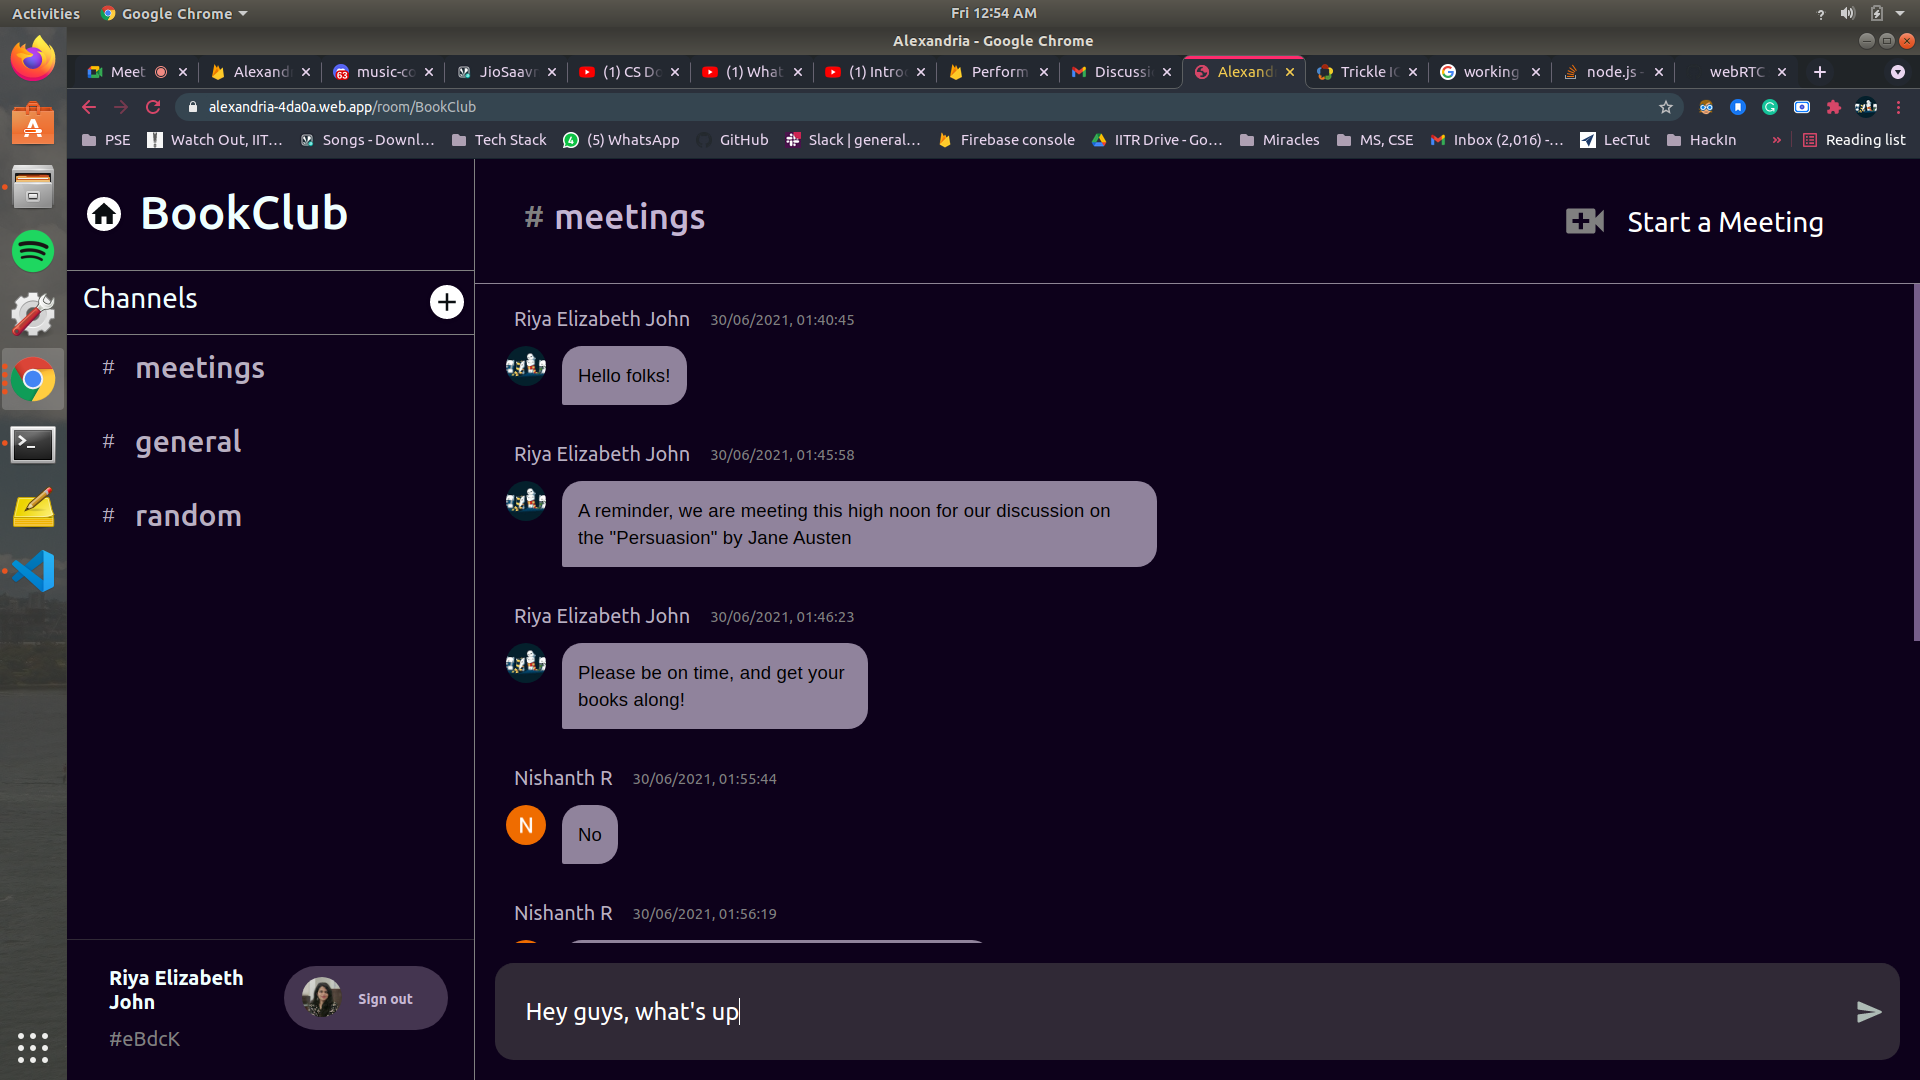 Activities
Google Chrome
Fri 12:54 AM
?
Alexandria - Google Chrome
Meet
Alexand
63
music-co
JioSaavn
(1) CS Do
(1) What
(1) Intro
Perform
Discussi
Alexand
Trickle IC
working
node.js -
webRTC
alexandria-4da0a.web.app/room/BookClub
PSE
Watch Out, IIT...
Songs - Downl...
Tech Stack
(5) WhatsApp
GitHub
Slack | general...
Firebase console
IITR Drive - Go...
Miracles
MS, CSE
Inbox (2,016) -...
LecTut
HackIn
»
Reading list
BookClub
Channels
# meetings
# general
# random
# meetings
Start a Meeting
Riya Elizabeth John 30/06/2021, 01:40:45
Hello folks!
Riya Elizabeth John 30/06/2021, 01:45:58
A reminder, we are meeting this high noon for our discussion on
the "Persuasion" by Jane Austen
Riya Elizabeth John 30/06/2021, 01:46:23
Please be on time, and get your
books along!
Nishanth R 30/06/2021, 01:55:44
N
No
Nishanth R 30/06/2021, 01:56:19
Riya Elizabeth
John
#eBdcK
Sign out
Hey guys, what's up